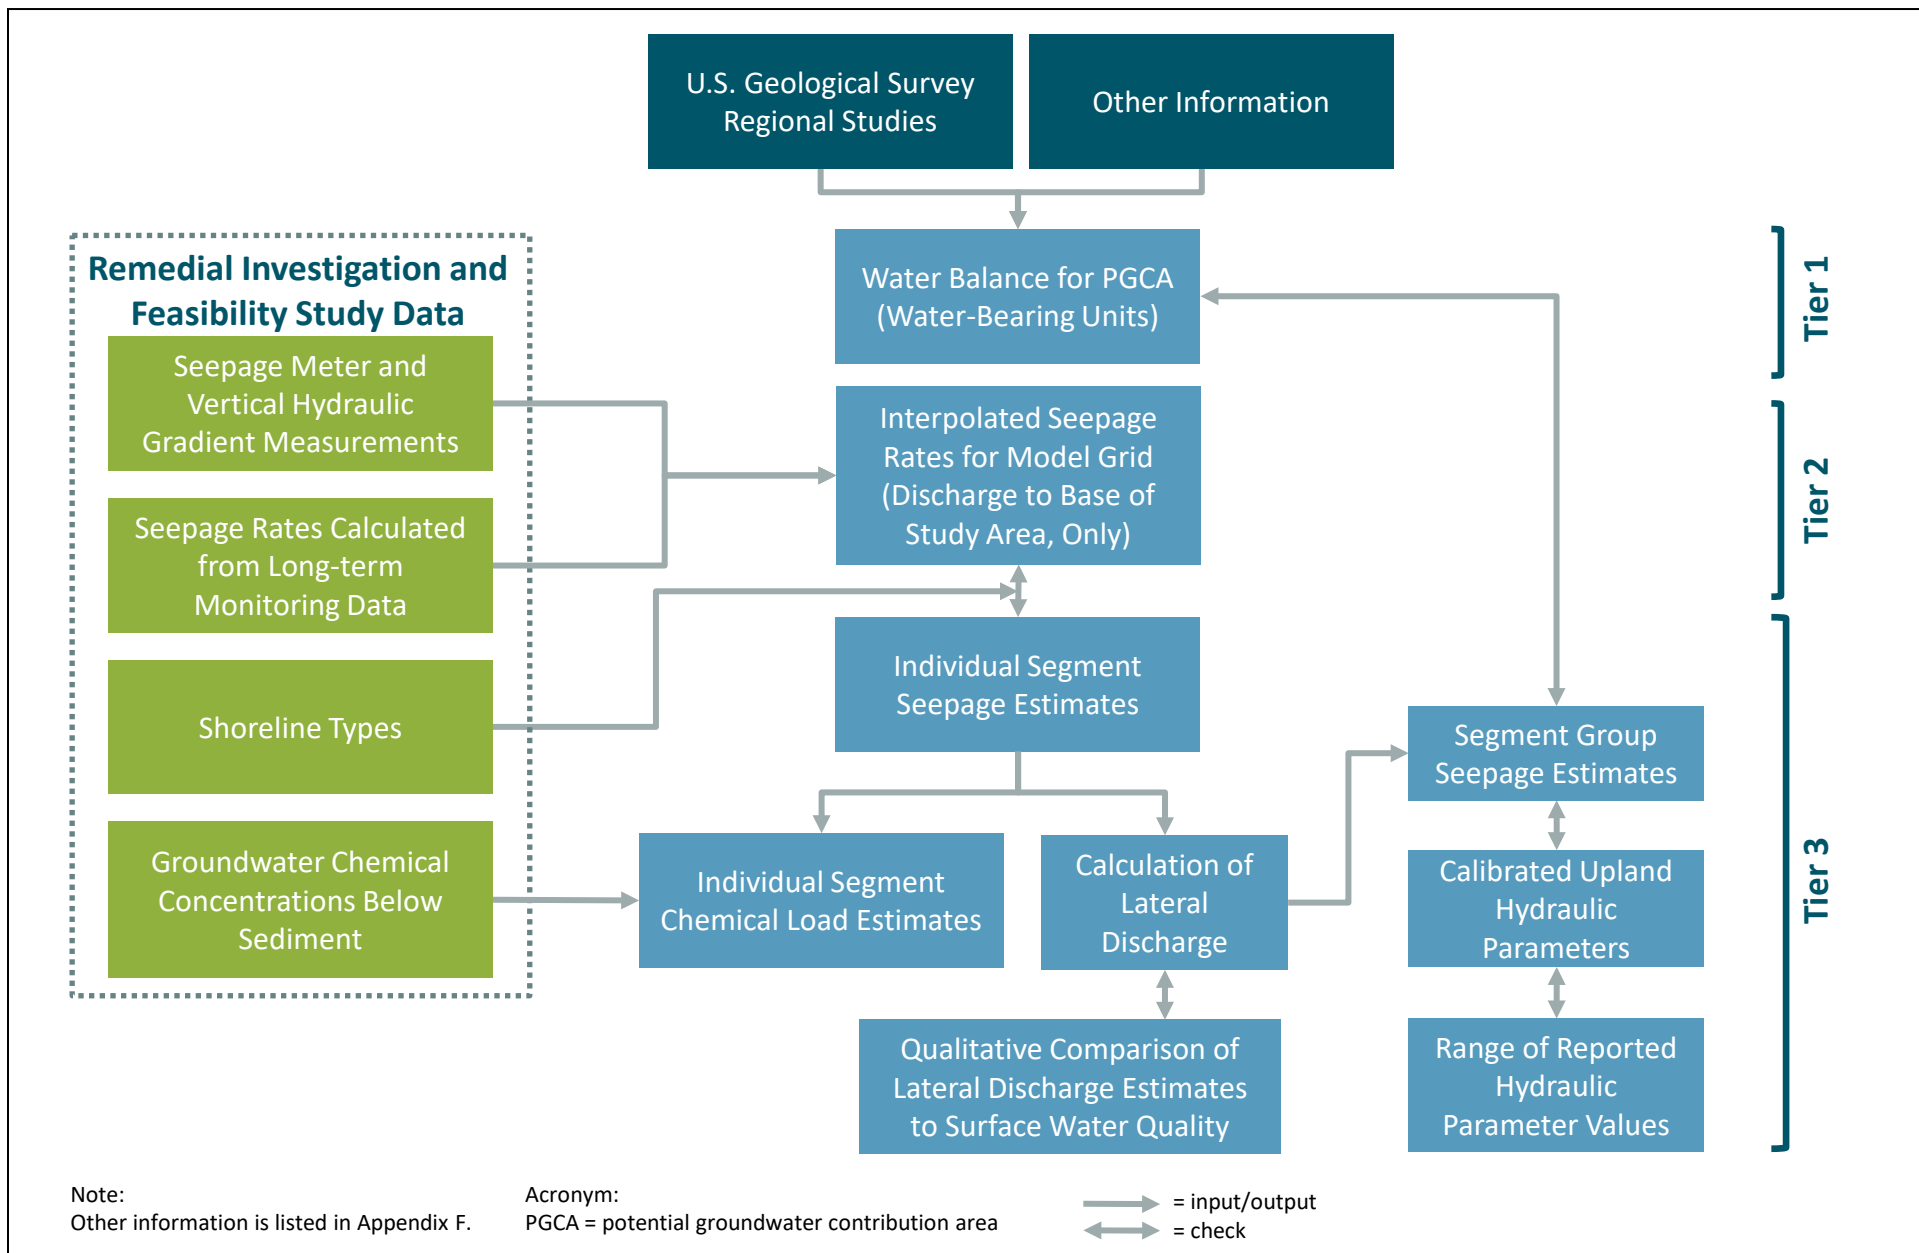 U.S. Geological Survey
Regional Studies
Other Information
Remedial Investigation and
Feasibility Study Data
Seepage Meter and
Vertical Hydraulic
Gradient Measurements
Seepage Rates Calculated
from Long-term
Monitoring Data
Shoreline Types
Groundwater Chemical
Concentrations Below
Sediment
Water Balance for PGCA
(Water-Bearing Units)
Interpolated Seepage
Rates for Model Grid
(Discharge to Base of
Study Area, Only)
Individual Segment
Seepage Estimates
Individual Segment
Chemical Load Estimates
Calculation of
Lateral
Discharge
Qualitative Comparison of
Lateral Discharge Estimates
to Surface Water Quality
Segment Group
Seepage Estimates
Calibrated Upland
Hydraulic
Parameters
Range of Reported
Hydraulic
Parameter Values
Tier 1
Tier 2
Tier 3
Note:
Other information is listed in Appendix F.
Acronym:
PGCA = potential groundwater contribution area
= input/output
= check